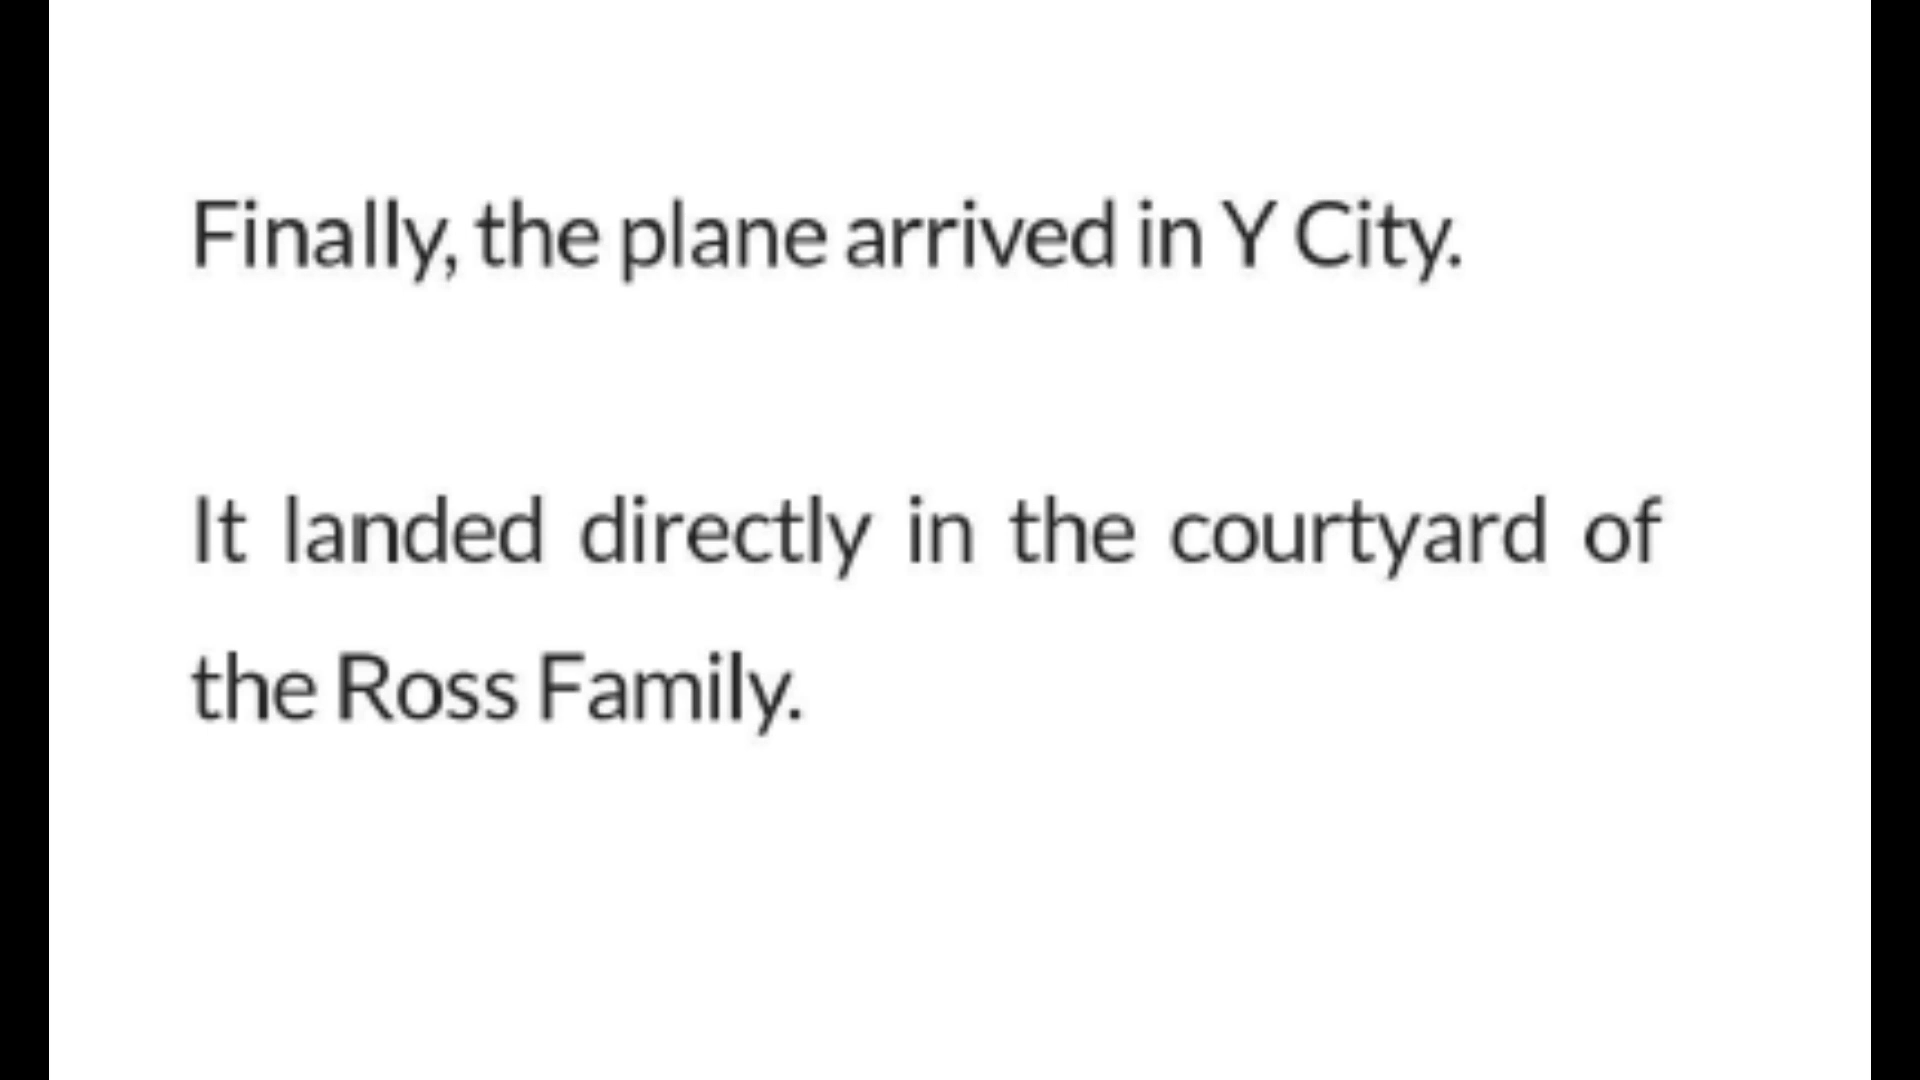 Finally, the plane arrived in Y City.
It landed directly in the courtyard of
the Ross Family.